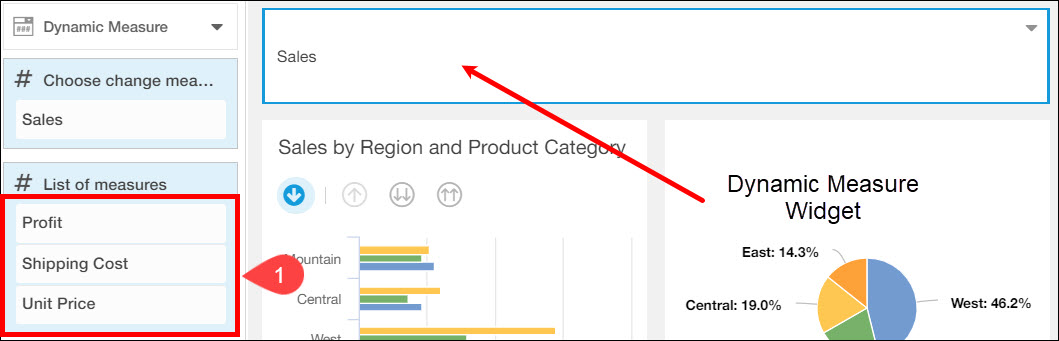 Dynamic Measure
# Choose change mea...
Sales
# List of measures
Profit
Shipping Cost
Unit Price
1
Sales
Sales by Region and Product Category
Mountain
Central
West
Dynamic Measure
Widget
East: 14.3%
Central: 19.0%
West: 46.2%